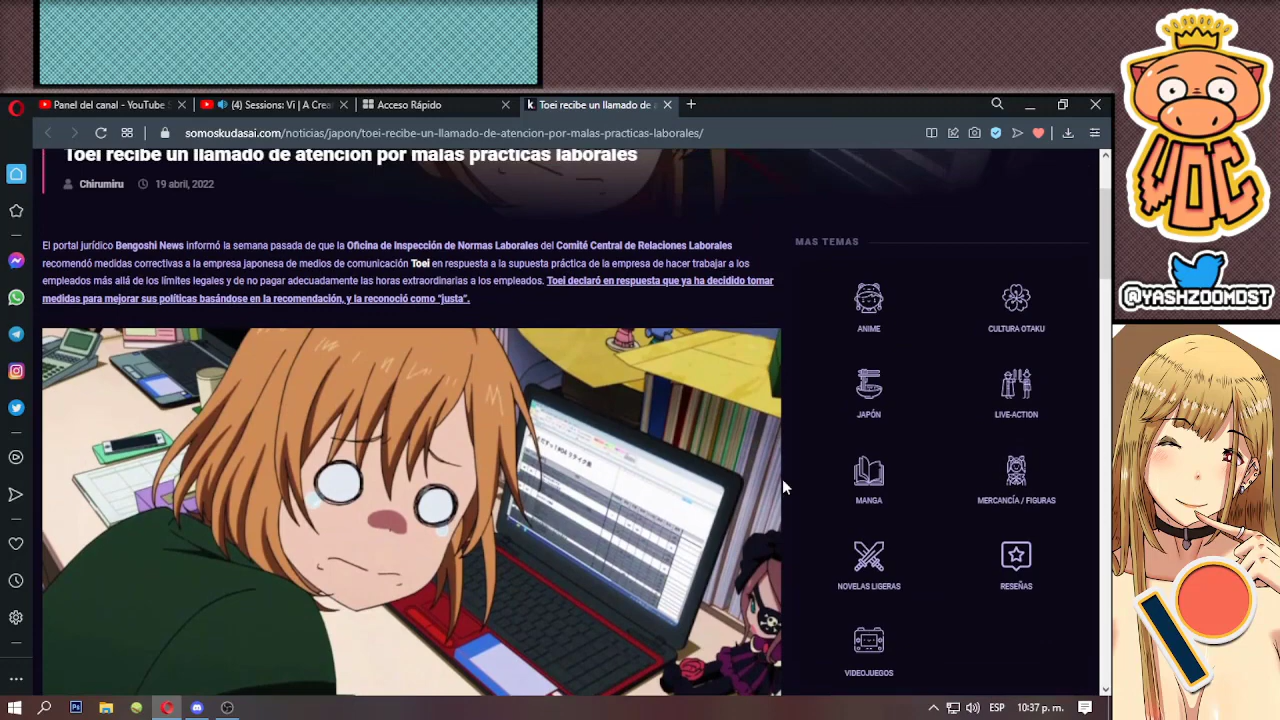 Panel del canal - YouTube S
(4) Sessions: Vi | A Crea
Acceso Rápido
Toei recibe un llamado de a
somoskudasaii.com/noticias/japon/toei-recibe-un-llamado-de-atencion-por-malas-practicas-laborales/
Toei recibe un llamado de atención por malas prácticas laborales
Chirumiru
19 abril, 2022
El portal jurídico Bengoshi News informó la semana pasada de que la Oficina de Inspección de Normas Laborales del Comité Central de Relaciones Laborales
recomendó medidas correctivas a la empresa japonesa de medios de comunicación Toei en respuesta a la supuesta práctica de la empresa de hacer trabajar a los
empleados más allá de los límites legales y de no pagar adecuadamente las horas extraordinarias a los empleados. Toei declaró en respuesta que ya ha decidido tomar
medidas para mejorar sus políticas basándose en la recomendación, y la reconoció como "justa".
MAS TEMAS
ANIME
CULTURA OTAKU
JAPÓN
LIVE-ACTION
MANGA
MERCANCÍA / FIGURAS
NOVELAS LIGERAS
RESEÑAS
VIDEOJUEGOS
VOC
@YASHZOOMDST
ESP
10:37 p. m.